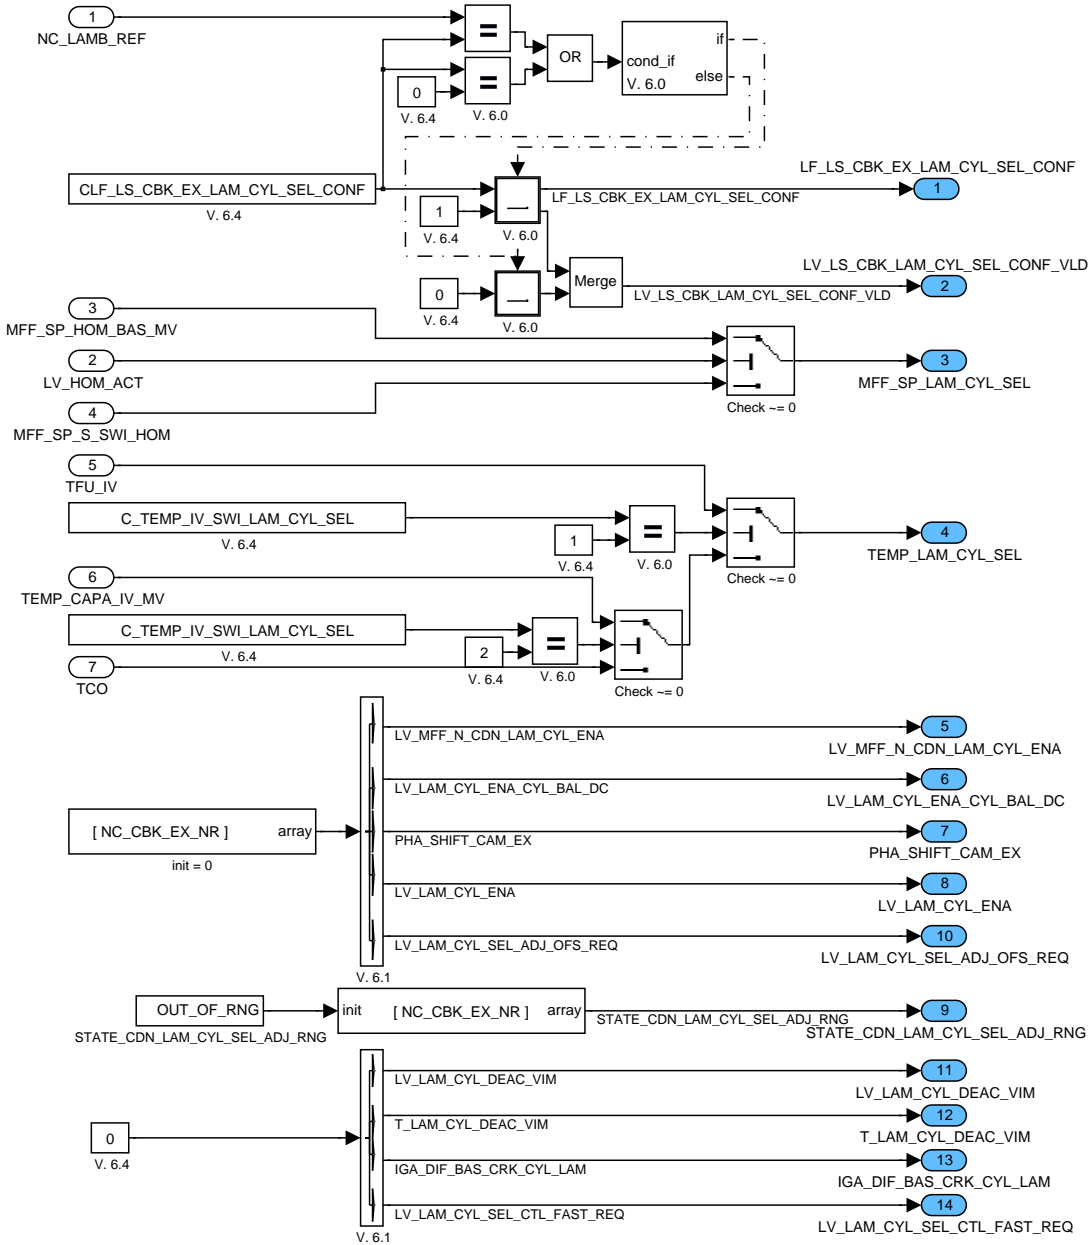 1
NC_LAMB_REF
=
OR
if
cond_if
else
V. 6.0
0
=
V. 6.4
V. 6.0
CLF_LS_CBK_EX_LAM_CYL_SEL_CONF
V. 6.4
1
V. 6.4
V. 6.0
LF_LS_CBK_EX_LAM_CYL_SEL_CONF
LF_LS_CBK_EX_LAM_CYL_SEL_CONF
1
0
V. 6.4
V. 6.0
Merge
LV_LS_CBK_LAM_CYL_SEL_CONF_VLD
LV_LS_CBK_LAM_CYL_SEL_CONF_VLD
2
3
MFF_SP_HOM_BAS_MV
2
LV_HOM_ACT
4
MFF_SP_S_SWI_HOM
Check ~= 0
3
MFF_SP_LAM_CYL_SEL
5
TFU_IV
C_TEMP_IV_SWI_LAM_CYL_SEL
V. 6.4
1
V. 6.4
=
V. 6.0
Check ~= 0
4
TEMP_LAM_CYL_SEL
6
TEMP_CAPA_IV_MV
C_TEMP_IV_SWI_LAM_CYL_SEL
V. 6.4
2
V. 6.4
=
V. 6.0
Check ~= 0
7
TCO
[ NC_CBK_EX_NR ] array
init = 0
V. 6.1
LV_MFF_N_CDN_LAM_CYL_ENA
5
LV_MFF_N_CDN_LAM_CYL_ENA
LV_LAM_CYL_ENA_CYL_BAL_DC
6
LV_LAM_CYL_ENA_CYL_BAL_DC
PHA_SHIFT_CAM_EX
7
PHA_SHIFT_CAM_EX
LV_LAM_CYL_ENA
8
LV_LAM_CYL_ENA
LV_LAM_CYL_SEL_ADJ_OFS_REQ
10
LV_LAM_CYL_SEL_ADJ_OFS_REQ
OUT_OF_RNG
STATE_CDN_LAM_CYL_SEL_ADJ_RNG
init [ NC_CBK_EX_NR ] array
STATE_CDN_LAM_CYL_SEL_ADJ_RNG
9
STATE_CDN_LAM_CYL_SEL_ADJ_RNG
0
V. 6.4
V. 6.1
LV_LAM_CYL_DEAC_VIM
11
LV_LAM_CYL_DEAC_VIM
T_LAM_CYL_DEAC_VIM
12
T_LAM_CYL_DEAC_VIM
IGA_DIF_BAS_CRK_CYL_LAM
13
IGA_DIF_BAS_CRK_CYL_LAM
LV_LAM_CYL_SEL_CTL_FAST_REQ
14
LV_LAM_CYL_SEL_CTL_FAST_REQ